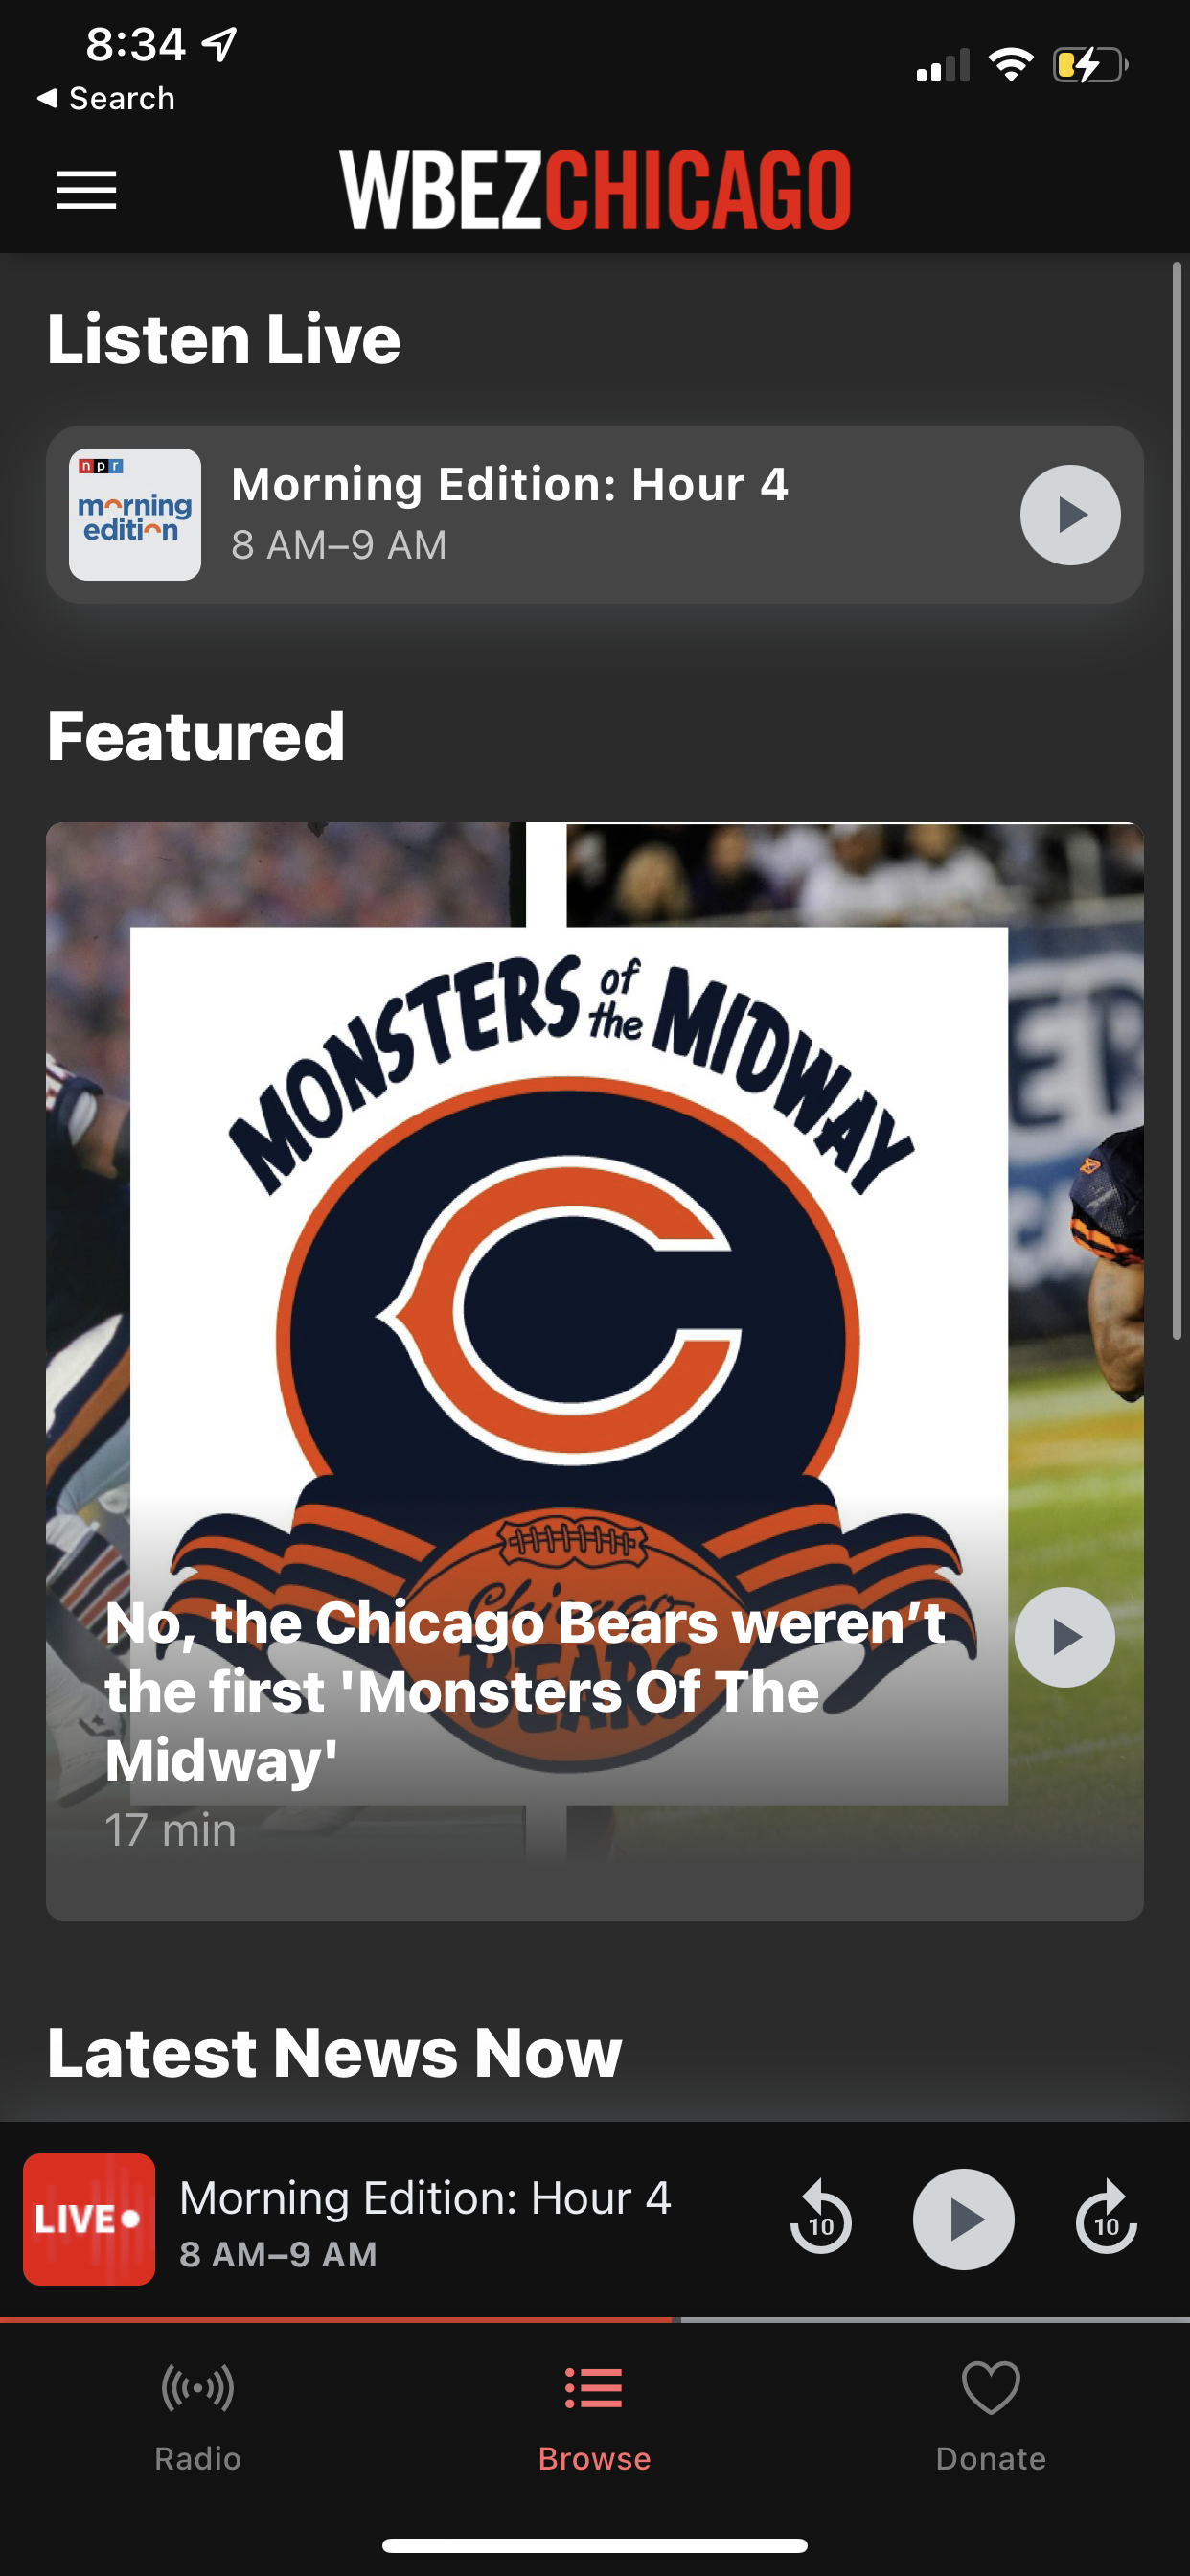 8:34
Search
WBEZCHICAGO
Listen Live
npr
morning
edition
Morning Edition: Hour 4
8 AM–9 AM
Featured
MONSTERS of the MIDWAY
Chicago
BEARS
No, the Chicago Bears weren’t
the first 'Monsters Of The
Midway'
17 min
Latest News Now
LIVE
Morning Edition: Hour 4
8 AM–9 AM
10
10
Radio
Browse
Donate